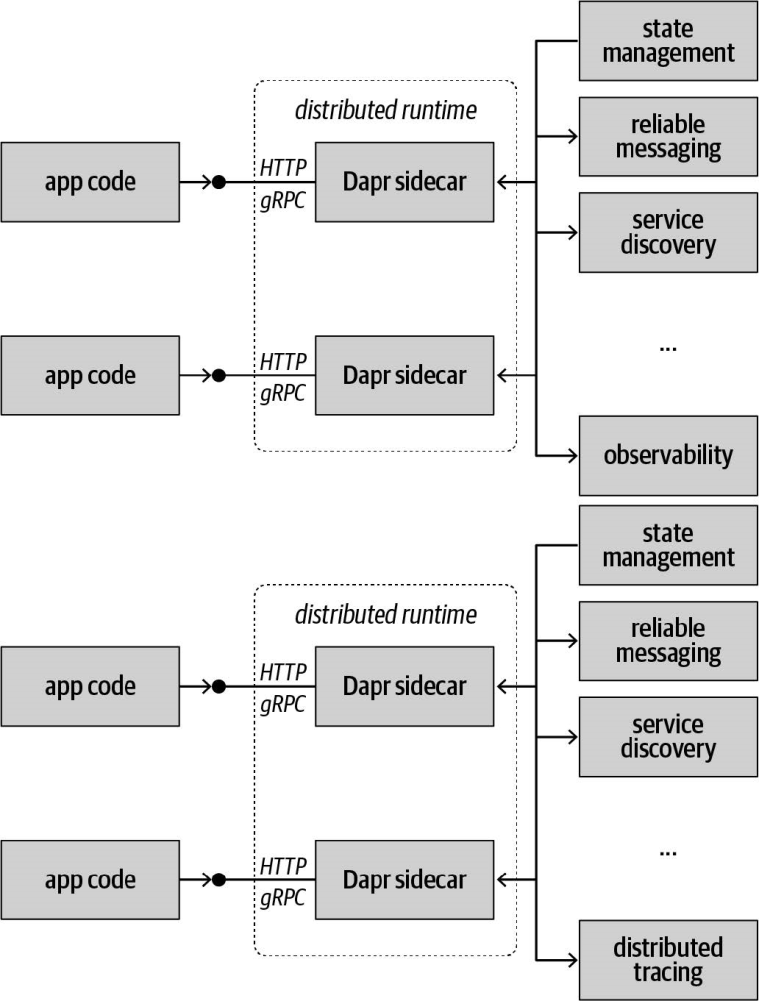 state
management
distributed runtime
reliable
messaging
app code
HTTP
gRPC
Dapr sidecar
service
discovery
...
app code
HTTP
gRPC
Dapr sidecar
observability
state
management
distributed runtime
reliable
messaging
app code
HTTP
gRPC
Dapr sidecar
service
discovery
...
app code
HTTP
gRPC
Dapr sidecar
distributed
tracing